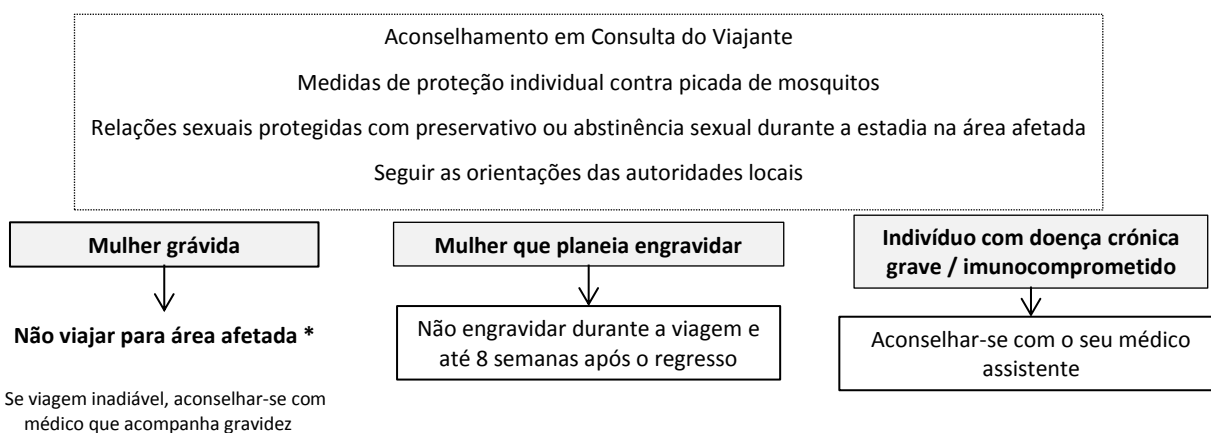 Aconselhamento em Consulta do Viajante
Medidas de proteção individual contra picada de mosquitos
Relações sexuais protegidas com preservativo ou abstinência sexual durante a estadia na área afetada
Seguir as orientações das autoridades locais
Mulher grávida
Não viajar para área afetada *
Se viagem inadiável, aconselhar-se com
médico que acompanha gravidez
Mulher que planeia engravidar
Não engravidar durante a viagem e
até 8 semanas após o regresso
Indivíduo com doença crónica
grave / imunocomprometido
Aconselhar-se com o seu médico
assistente